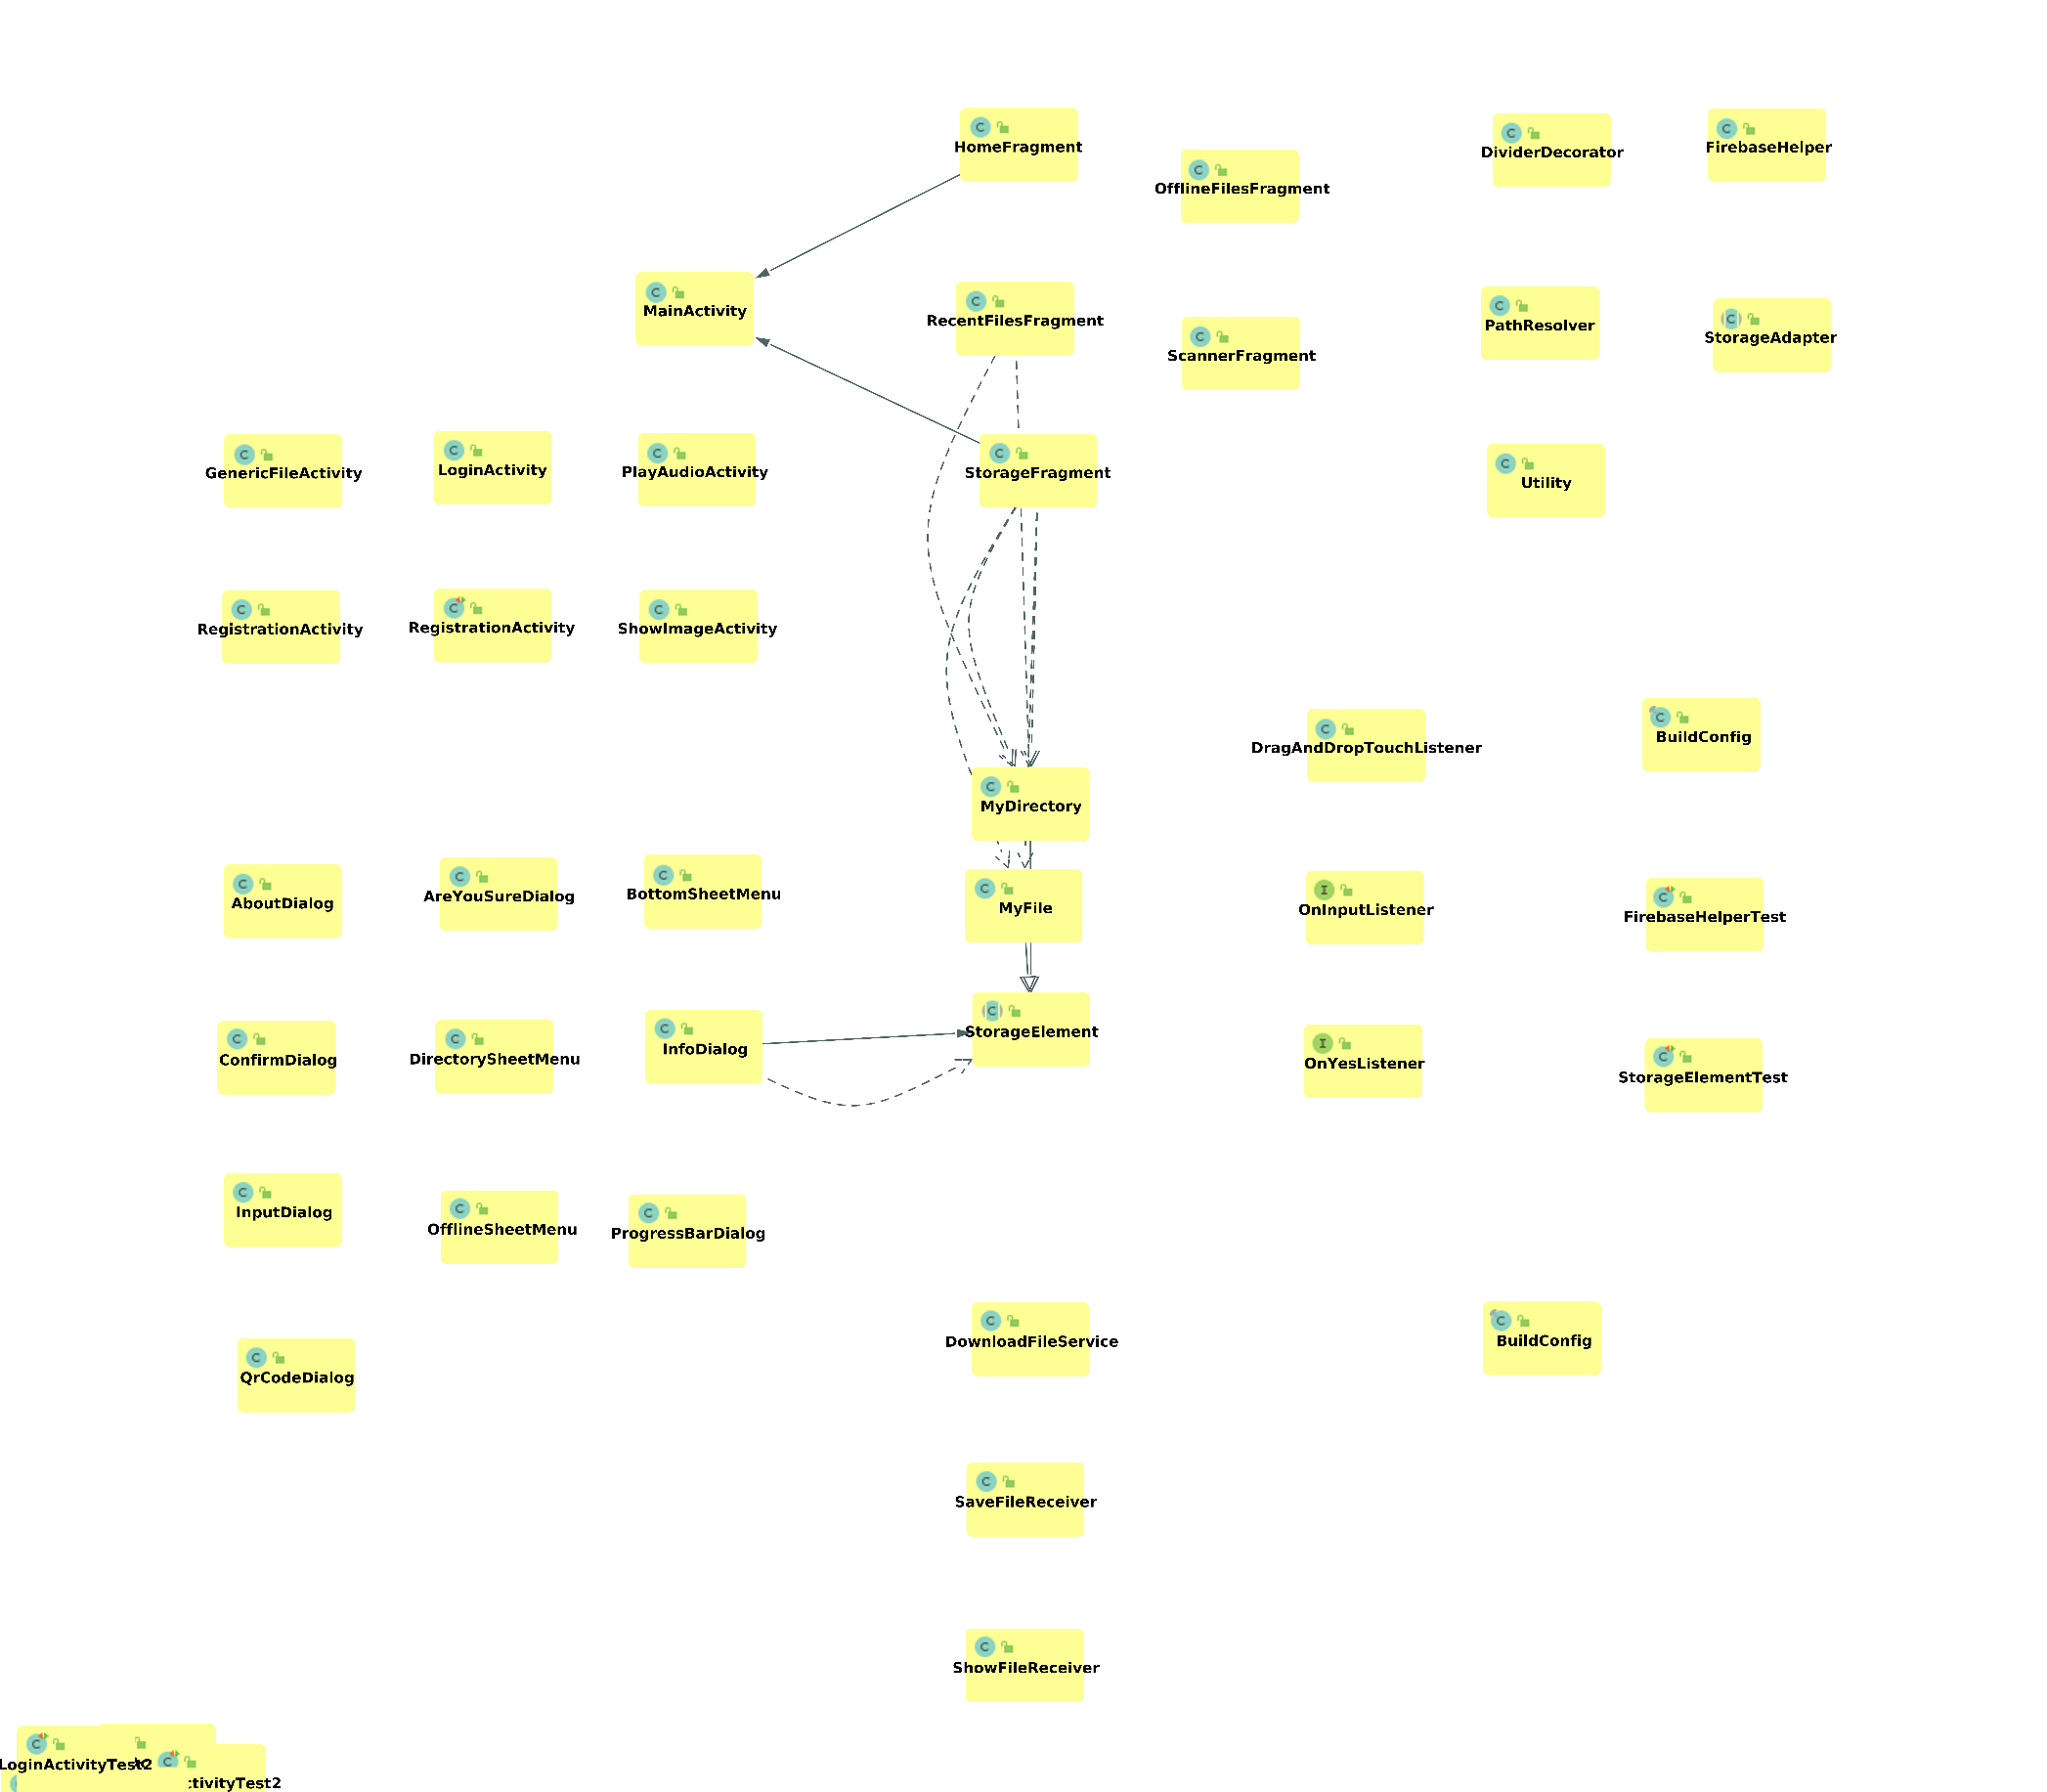 HomeFragment
OfflineFilesFragment
DividerDecorator
FirebaseHelper
MainActivity
RecentFilesFragment
ScannerFragment
PathResolver
StorageAdapter
GenericFileActivity
LoginActivity
PlayAudioActivity
StorageFragment
Utility
RegistrationActivity
RegistrationActivity
ShowImageActivity
DragAndDropTouchListener
BuildConfig
MyDirectory
AboutDialog
AreYouSureDialog
BottomSheetMenu
MyFile
OnInputListener
FirebaseHelperTest
ConfirmDialog
DirectorySheetMenu
InfoDialog
StorageElement
OnYesListener
StorageElementTest
InputDialog
OfflineSheetMenu
ProgressBarDialog
DownloadFileService
BuildConfig
QrCodeDialog
SaveFileReceiver
ShowFileReceiver
LoginActivityTest2
tivityTest2